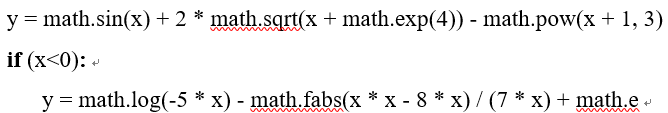 y = math.sin(x) + 2 * math.sqrt(x + math.exp(4)) - math.pow(x + 1, 3)
if (x<0):
y = math.log(-5 * x) - math.fabs(x * x - 8 * x) / (7 * x) + math.e